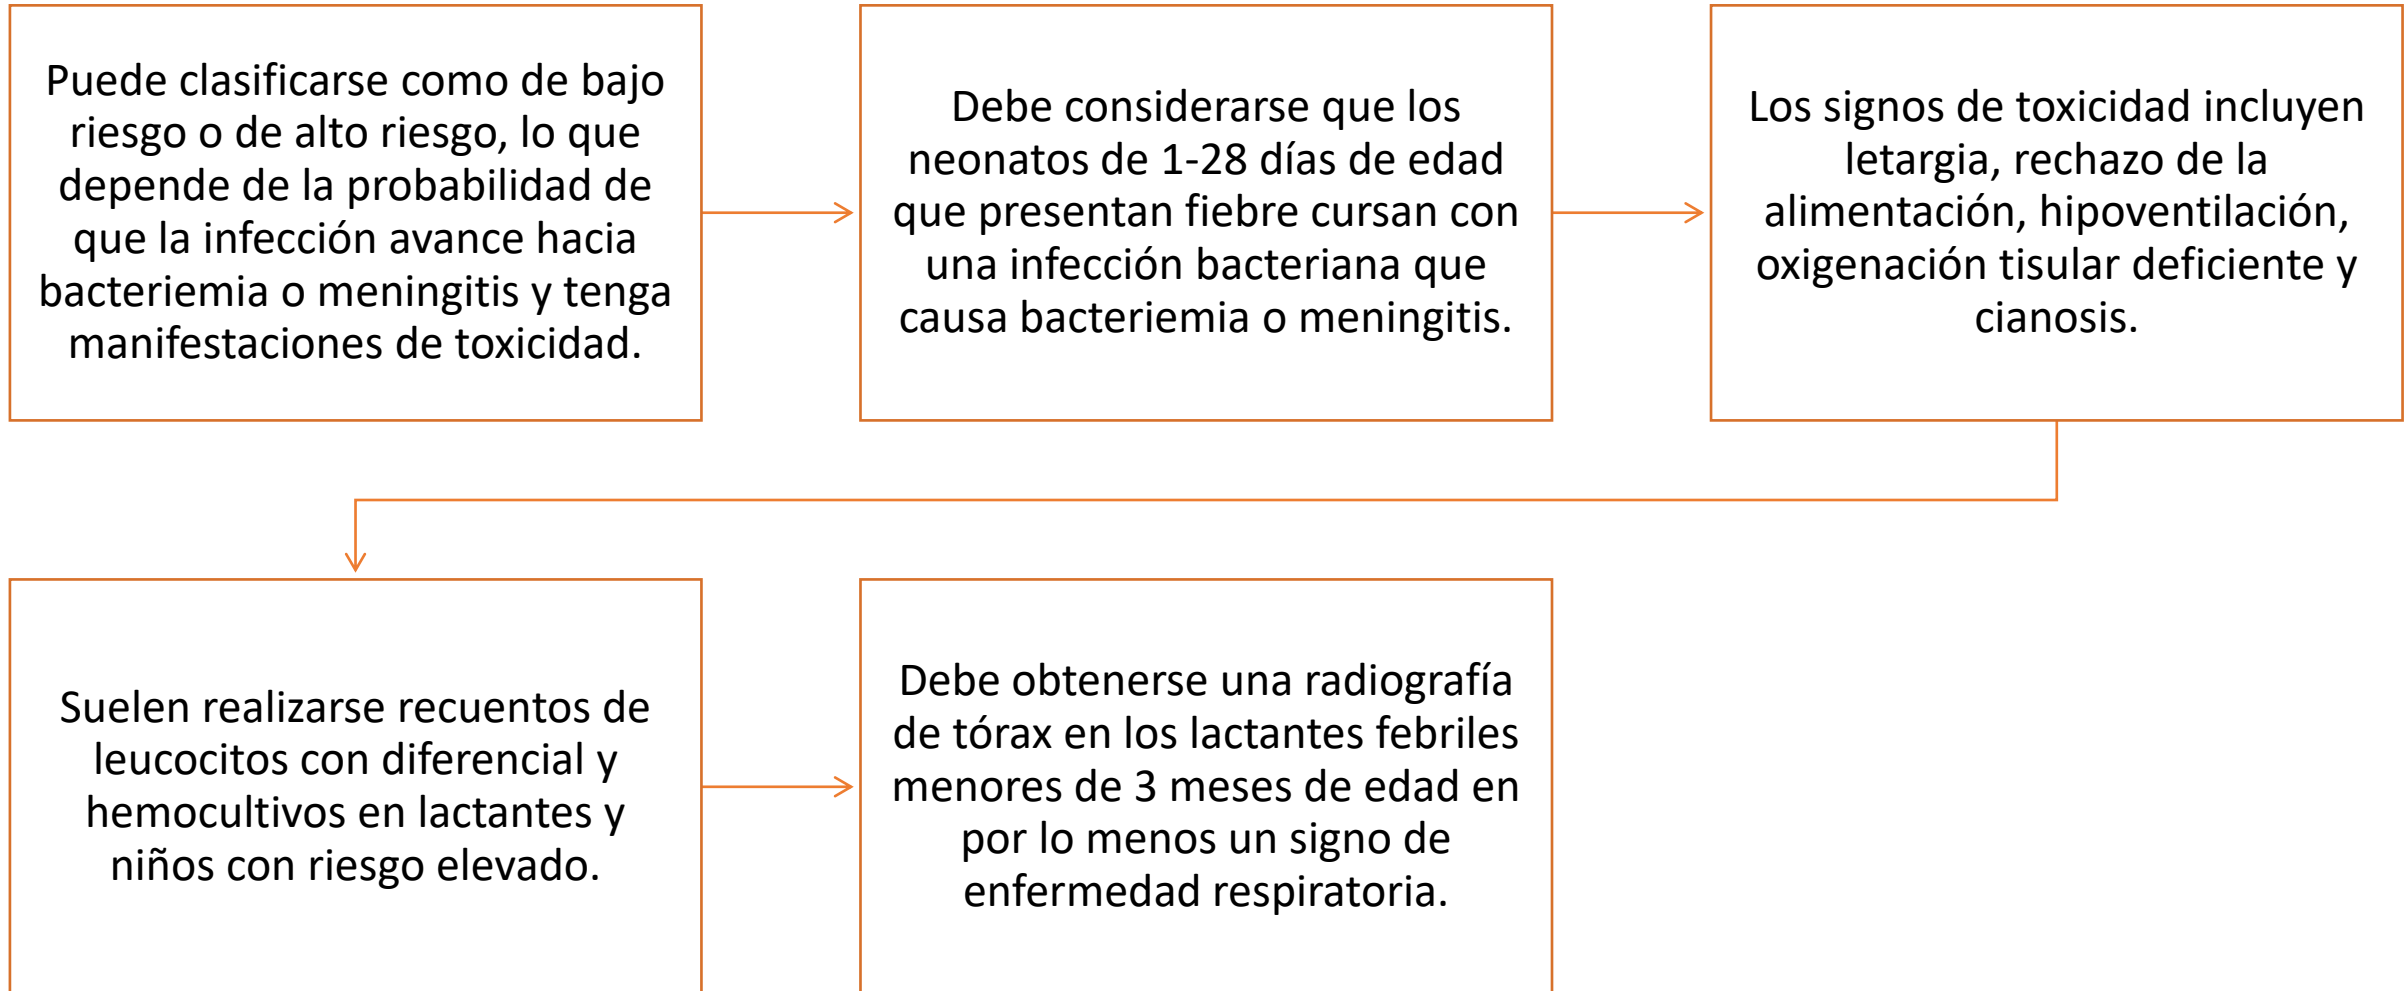 Puede clasificarse como de bajo
riesgo o de alto riesgo, lo que
depende de la probabilidad de
que la infección avance hacia
bacteriemia o meningitis y tenga
manifestaciones de toxicidad.
Debe considerarse que los
neonatos de 1-28 días de edad
que presentan fiebre cursan con
una infección bacteriana que
causa bacteriemia o meningitis.
Los signos de toxicidad incluyen
letargia, rechazo de la
alimentación, hipoventilación,
oxigenación tisular deficiente y
cianosis.
Suelen realizarse recuentos de
leucocitos con diferencial y
hemocultivos en lactantes y
niños con riesgo elevado.
Debe obtenerse una radiografía
de tórax en los lactantes febriles
menores de 3 meses de edad en
por lo menos un signo de
enfermedad respiratoria.